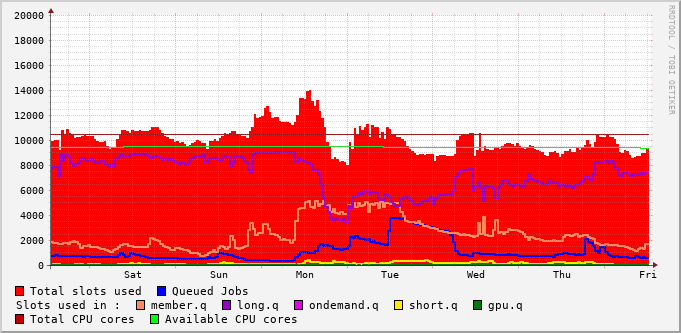 20000
18000
16000
14000
12000
10000
8000
6000
4000
2000
0
Sat Sun Mon Tue Wed Thu Fri
RRDTOOL / TOBI OETIKER
Total slots used Queued Jobs
Slots used in : member.q long.q ondemand.q short.q gpu.q
Total CPU cores Available CPU cores